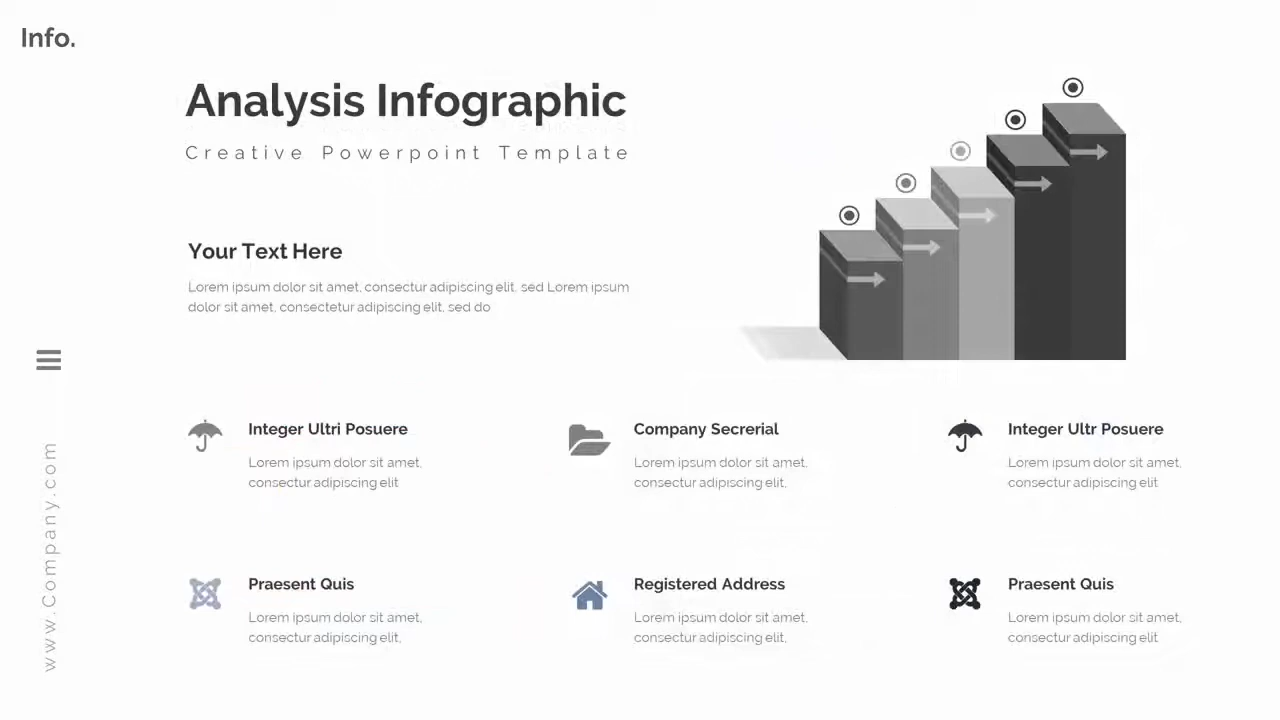 Info.
Analysis Infographic
Creative Powerpoint Template
Your Text Here
Lorem ipsum dolor sit amet, consectur adipiscing elit, sed Lorem ipsum
dolor sit amet, consectetur adipiscing elit, sed do
Integer Ultri Posuere
Lorem ipsum dolor sit amet,
consectur adipiscing elit
Company Secrerial
Lorem ipsum dolor sit amet,
consectur adipiscing elit,
Integer Ultr Posuere
Lorem ipsum dolor sit amet,
consectur adipiscing elit
Praesent Quis
Lorem ipsum dolor sit amet,
consectur adipiscing elit,
Registered Address
Lorem ipsum dolor sit amet,
consectur adipiscing elit,
Praesent Quis
Lorem ipsum dolor sit amet,
consectur adipiscing elit
www.Company.com